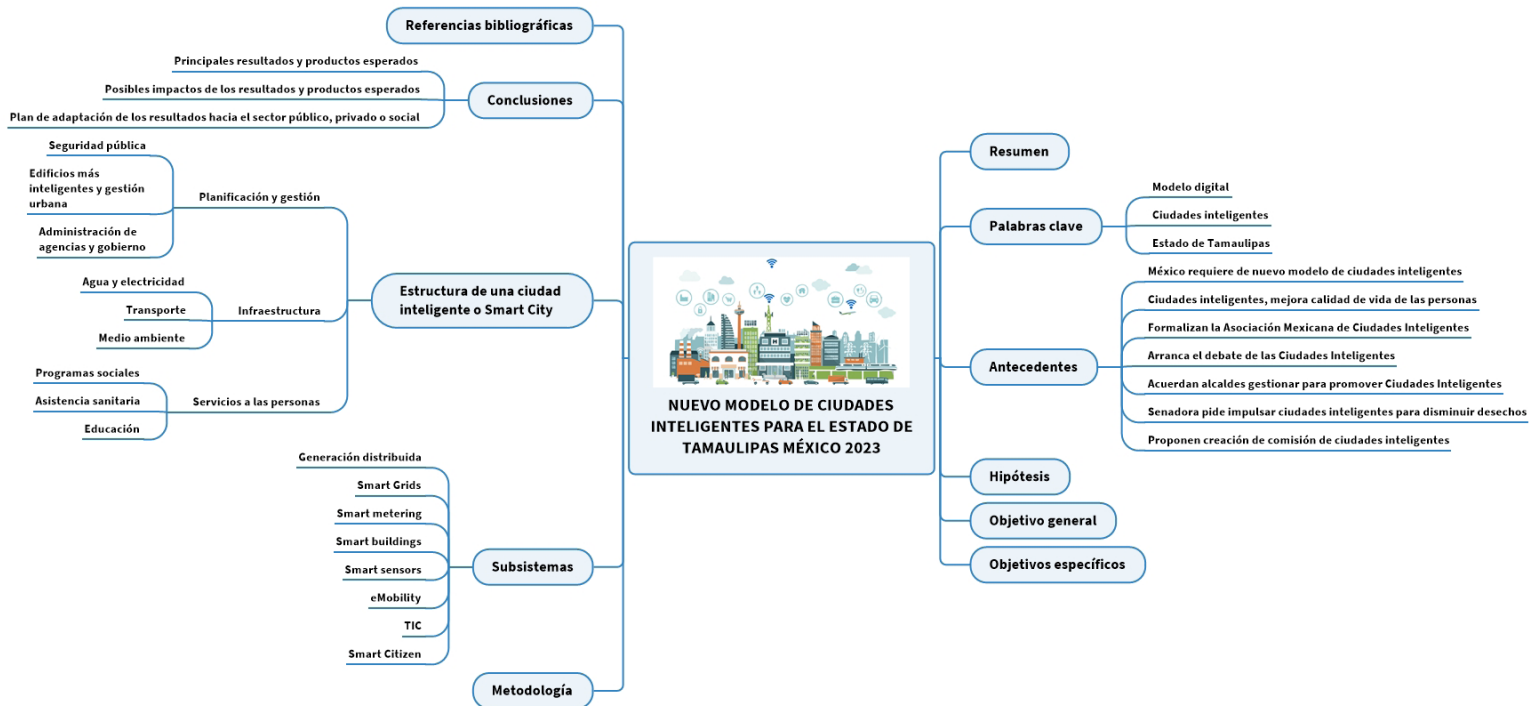 NUEVO MODELO DE CIUDADES
INTELIGENTES PARA EL ESTADO DE
TAMAULIPAS MÉXICO 2023
Resumen
Palabras clave
Modelo digital
Ciudades inteligentes
Estado de Tamaulipas
Antecedentes
México requiere de nuevo modelo de ciudades inteligentes
Ciudades inteligentes, mejora calidad de vida de las personas
Formalizan la Asociación Mexicana de Ciudades Inteligentes
Arranca el debate de las Ciudades Inteligentes
Acuerdan alcaldes gestionar para promover Ciudades Inteligentes
Senadora pide impulsar ciudades inteligentes para disminuir desechos
Proponen creación de comisión de ciudades inteligentes
Hipótesis
Objetivo general
Objetivos específicos
Referencias bibliográficas
Conclusiones
Principales resultados y productos esperados
Posibles impactos de los resultados y productos esperados
Plan de adaptación de los resultados hacia el sector público, privado o social
Estructura de una ciudad
inteligente o Smart City
Planificación y gestión
Seguridad pública
Edificios más
inteligentes y gestión
urbana
Administración de
agencias y gobierno
Infraestructura
Agua y electricidad
Transporte
Medio ambiente
Servicios a las personas
Programas sociales
Asistencia sanitaria
Educación
Subsistemas
Generación distribuida
Smart Grids
Smart metering
Smart buildings
Smart sensors
eMobility
TIC
Smart Citizen
Metodología